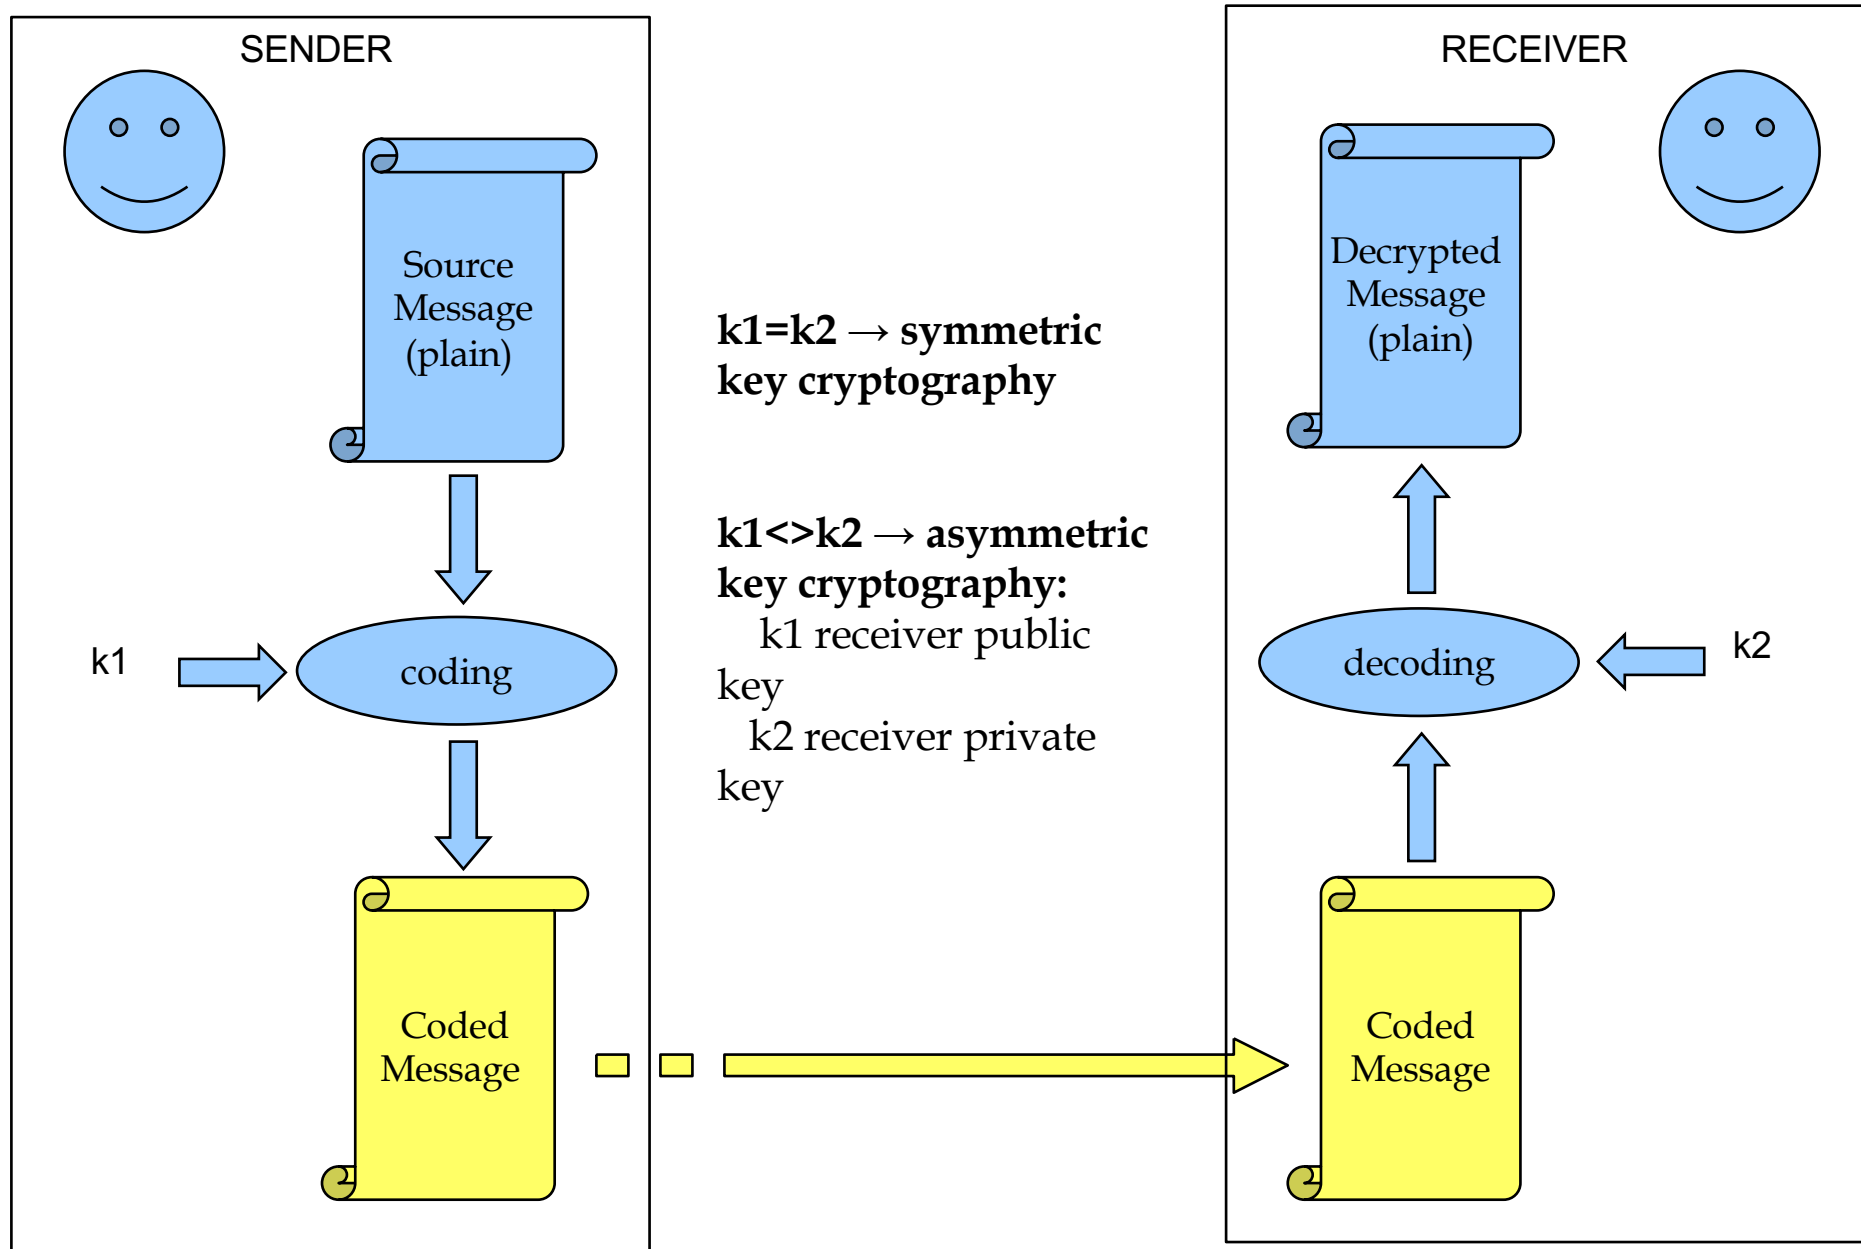 SENDER
Source
Message
(plain)
k1
coding
Coded
Message
k1=k2 → symmetric
key cryptography
k1<>k2 → asymmetric
key cryptography:
k1 receiver public
key
k2 receiver private
key
RECEIVER
Decrypted
Message
(plain)
decoding
k2
Coded
Message